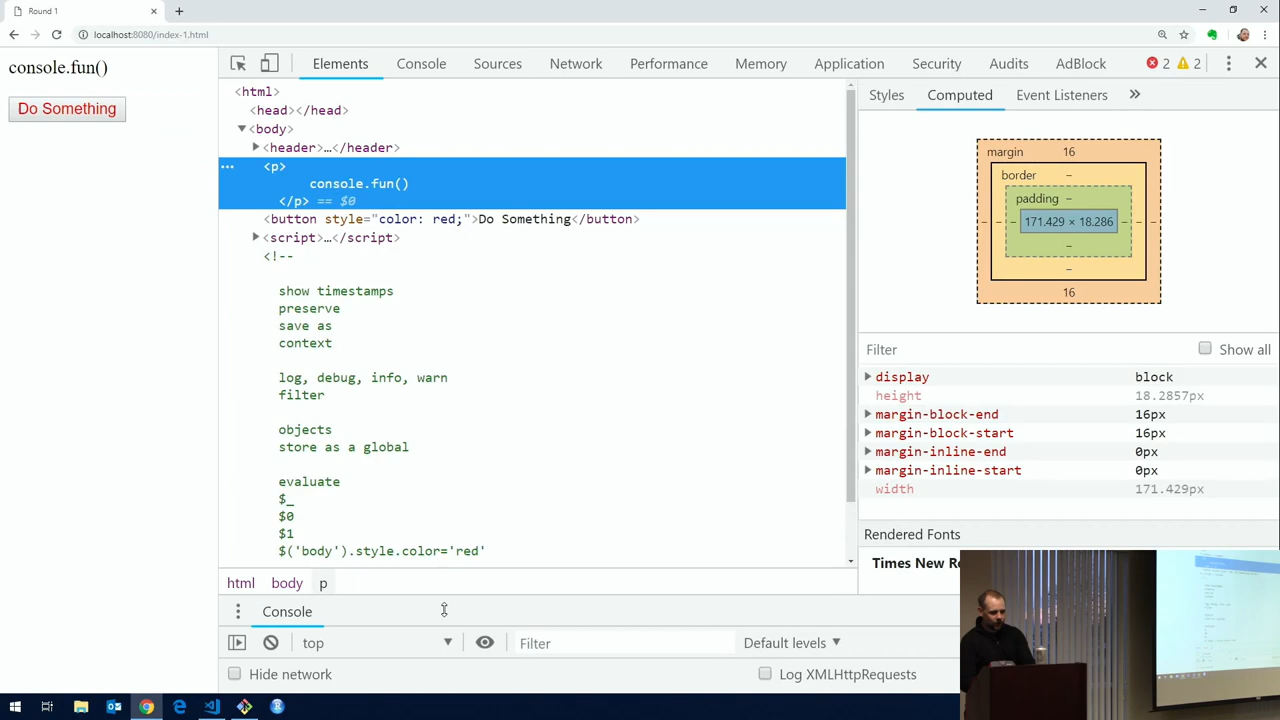 Round 1
localhost:8080/index-1.html
console.fun()
Do Something
Elements
Console
Sources
Network
Performance
Memory
Application
Security
Audits
AdBlock
2
2
<html>
<head></head>
<body>
<header>…</header>
<p>
console.fun()
</p> == $0
<button style="color: red;">Do Something</button>
<script>…</script>
<!--
show timestamps
preserve
save as
context
log, debug, info, warn
filter
objects
store as a global
evaluate
$_
$0
$1
$('body').style.color='red'
html
body
p
Styles
Computed
Event Listeners
margin
16
border
–
padding
–
–
–
–
171.429 × 18.286
–
–
–
–
–
16
Filter
Show all
display
block
height
18.2857px
margin-block-end
16px
margin-block-start
16px
margin-inline-end
0px
margin-inline-start
0px
width
171.429px
Rendered Fonts
Times New
Console
top
Filter
Default levels
Hide network
Log XMLHttpRequests